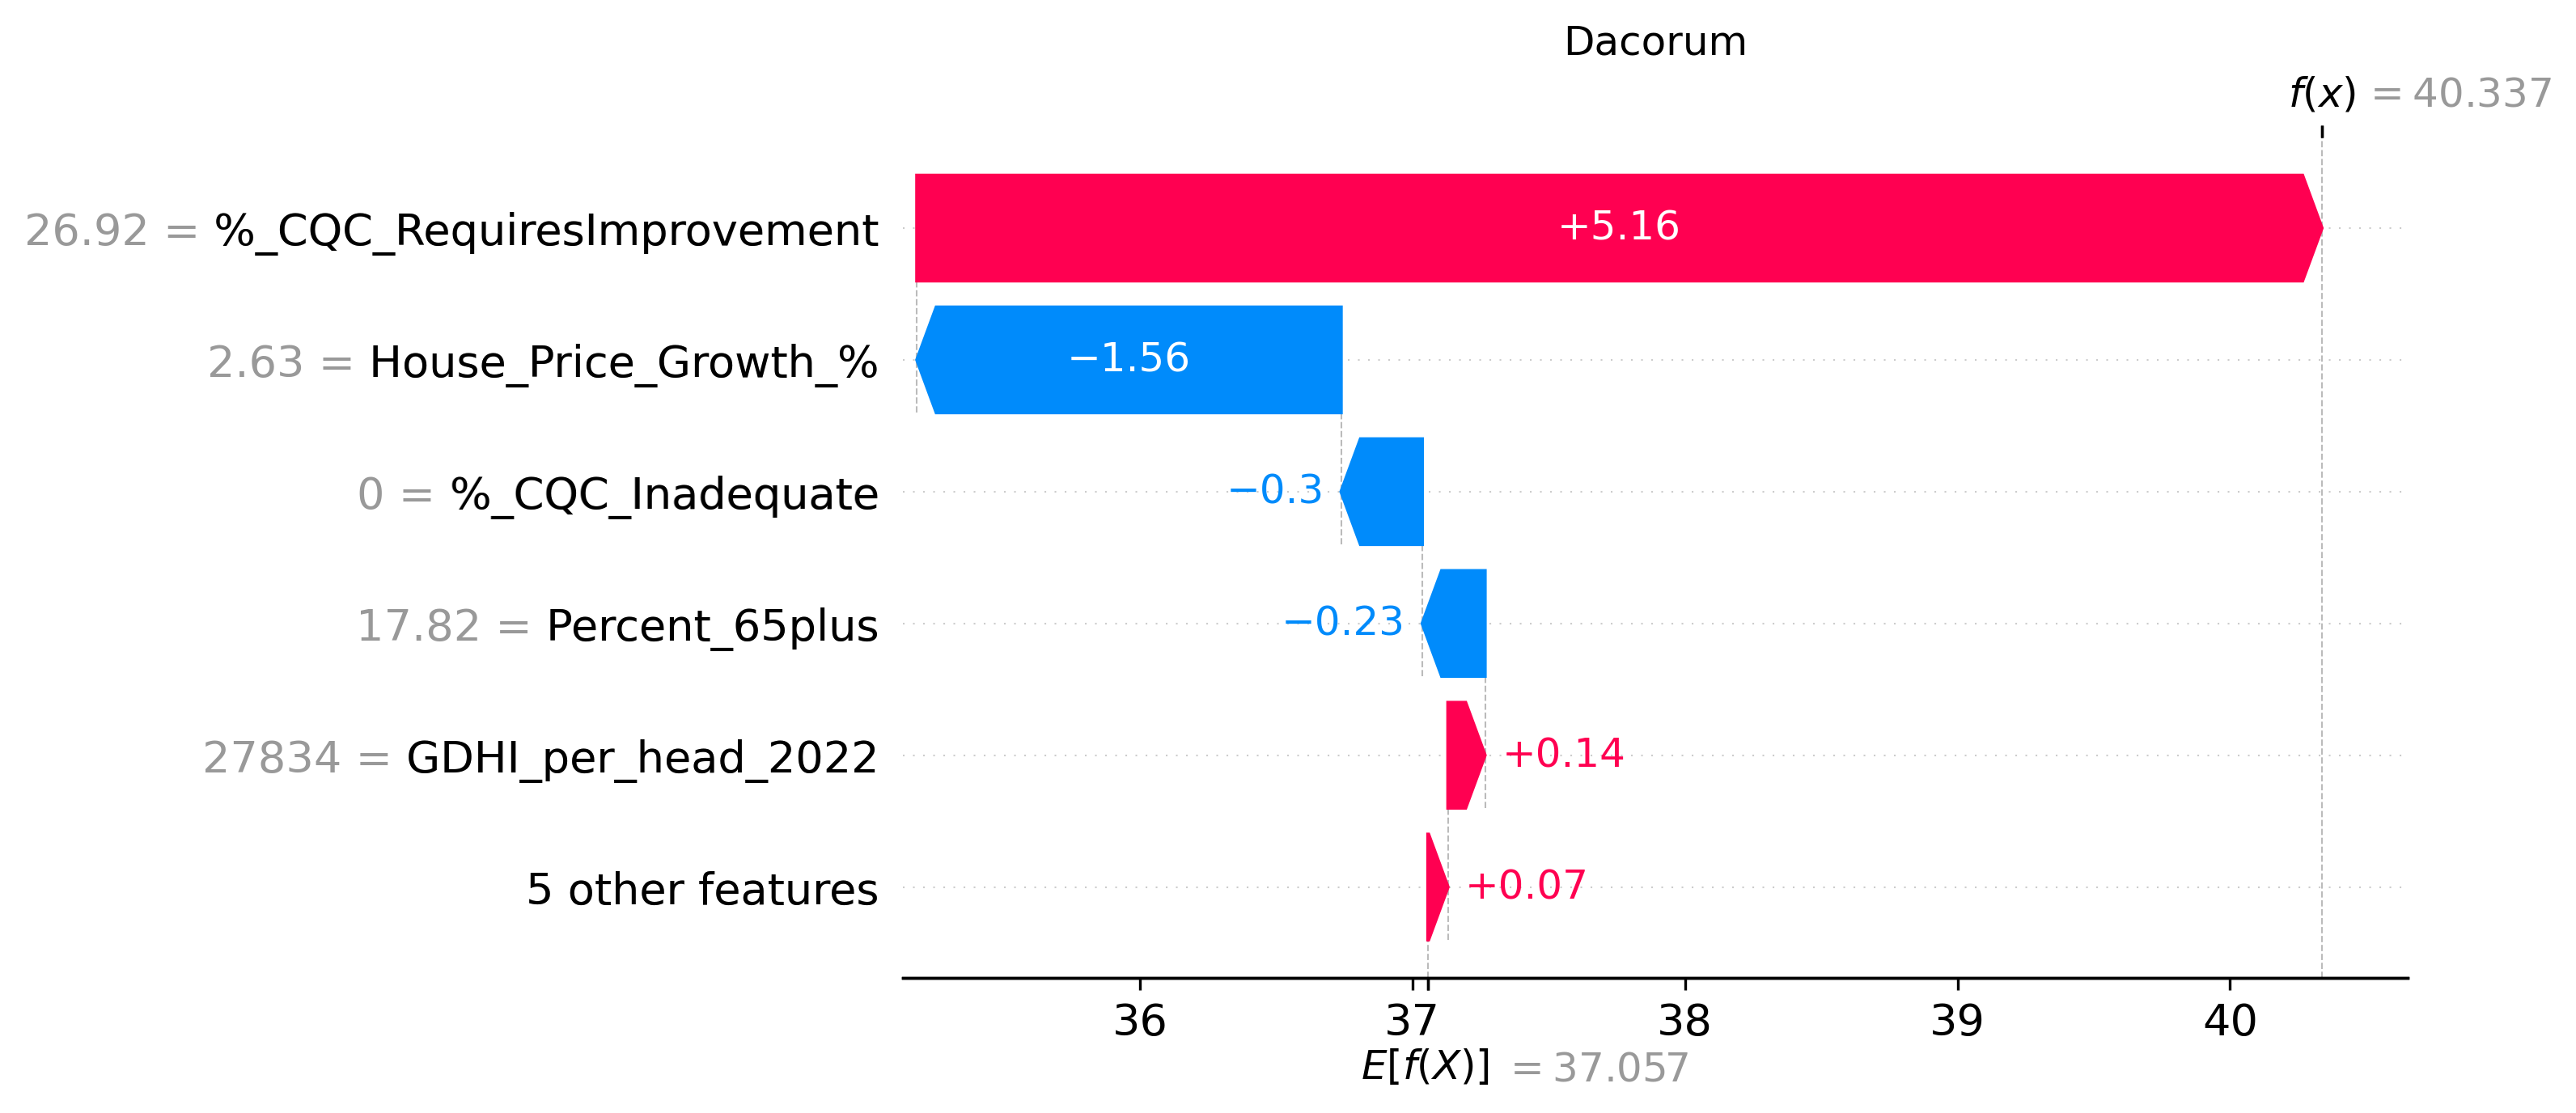 Dacorum
f(x) = 40.337
26.92 = %_CQC_RequiresImprovement
+5.16
2.63 = House_Price_Growth_%
−1.56
0 = %_CQC_Inadequate
−0.3
17.82 = Percent_65plus
−0.23
27834 = GDHI_per_head_2022
+0.14
5 other features
+0.07
36 37 38 39 40
E[f(X)] = 37.057